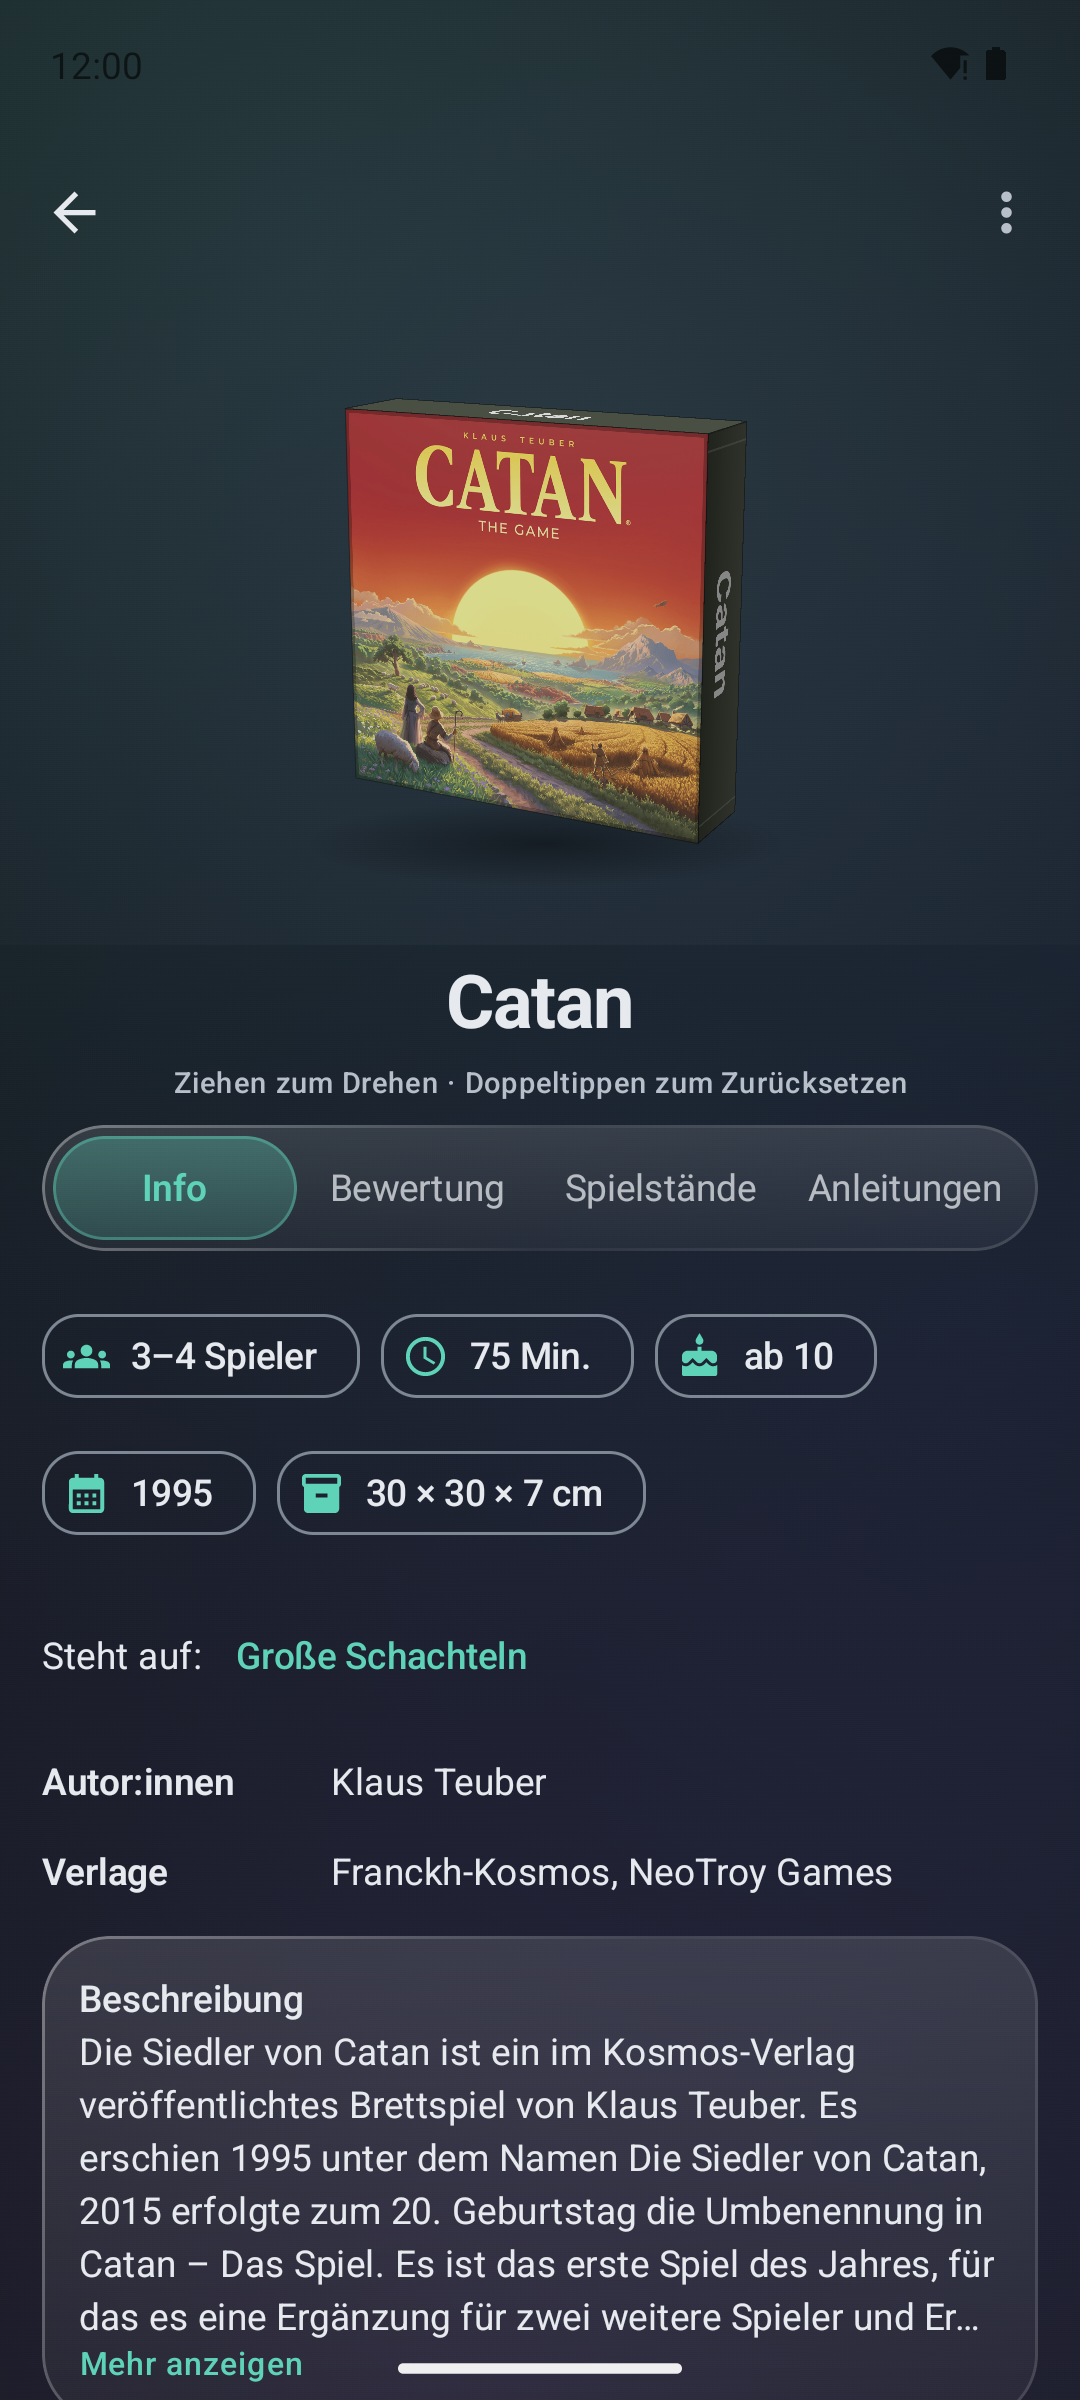 12:00
Catan
KLAUS TEUBER
CATAN
THE GAME
Catan
Catan
Ziehen zum Drehen · Doppeltippen zum Zurücksetzen
Info
Bewertung
Spielstände
Anleitungen
3–4 Spieler
75 Min.
ab 10
1995
30 × 30 × 7 cm
Steht auf: Große Schachteln
Autor:innen Klaus Teuber
Verlage Franckh-Kosmos, NeoTroy Games
Beschreibung
Die Siedler von Catan ist ein im Kosmos-Verlag
veröffentlichtes Brettspiel von Klaus Teuber. Es
erschien 1995 unter dem Namen Die Siedler von Catan,
2015 erfolgte zum 20. Geburtstag die Umbenennung in
Catan – Das Spiel. Es ist das erste Spiel des Jahres, für
das es eine Ergänzung für zwei weitere Spieler und Er…
Mehr anzeigen